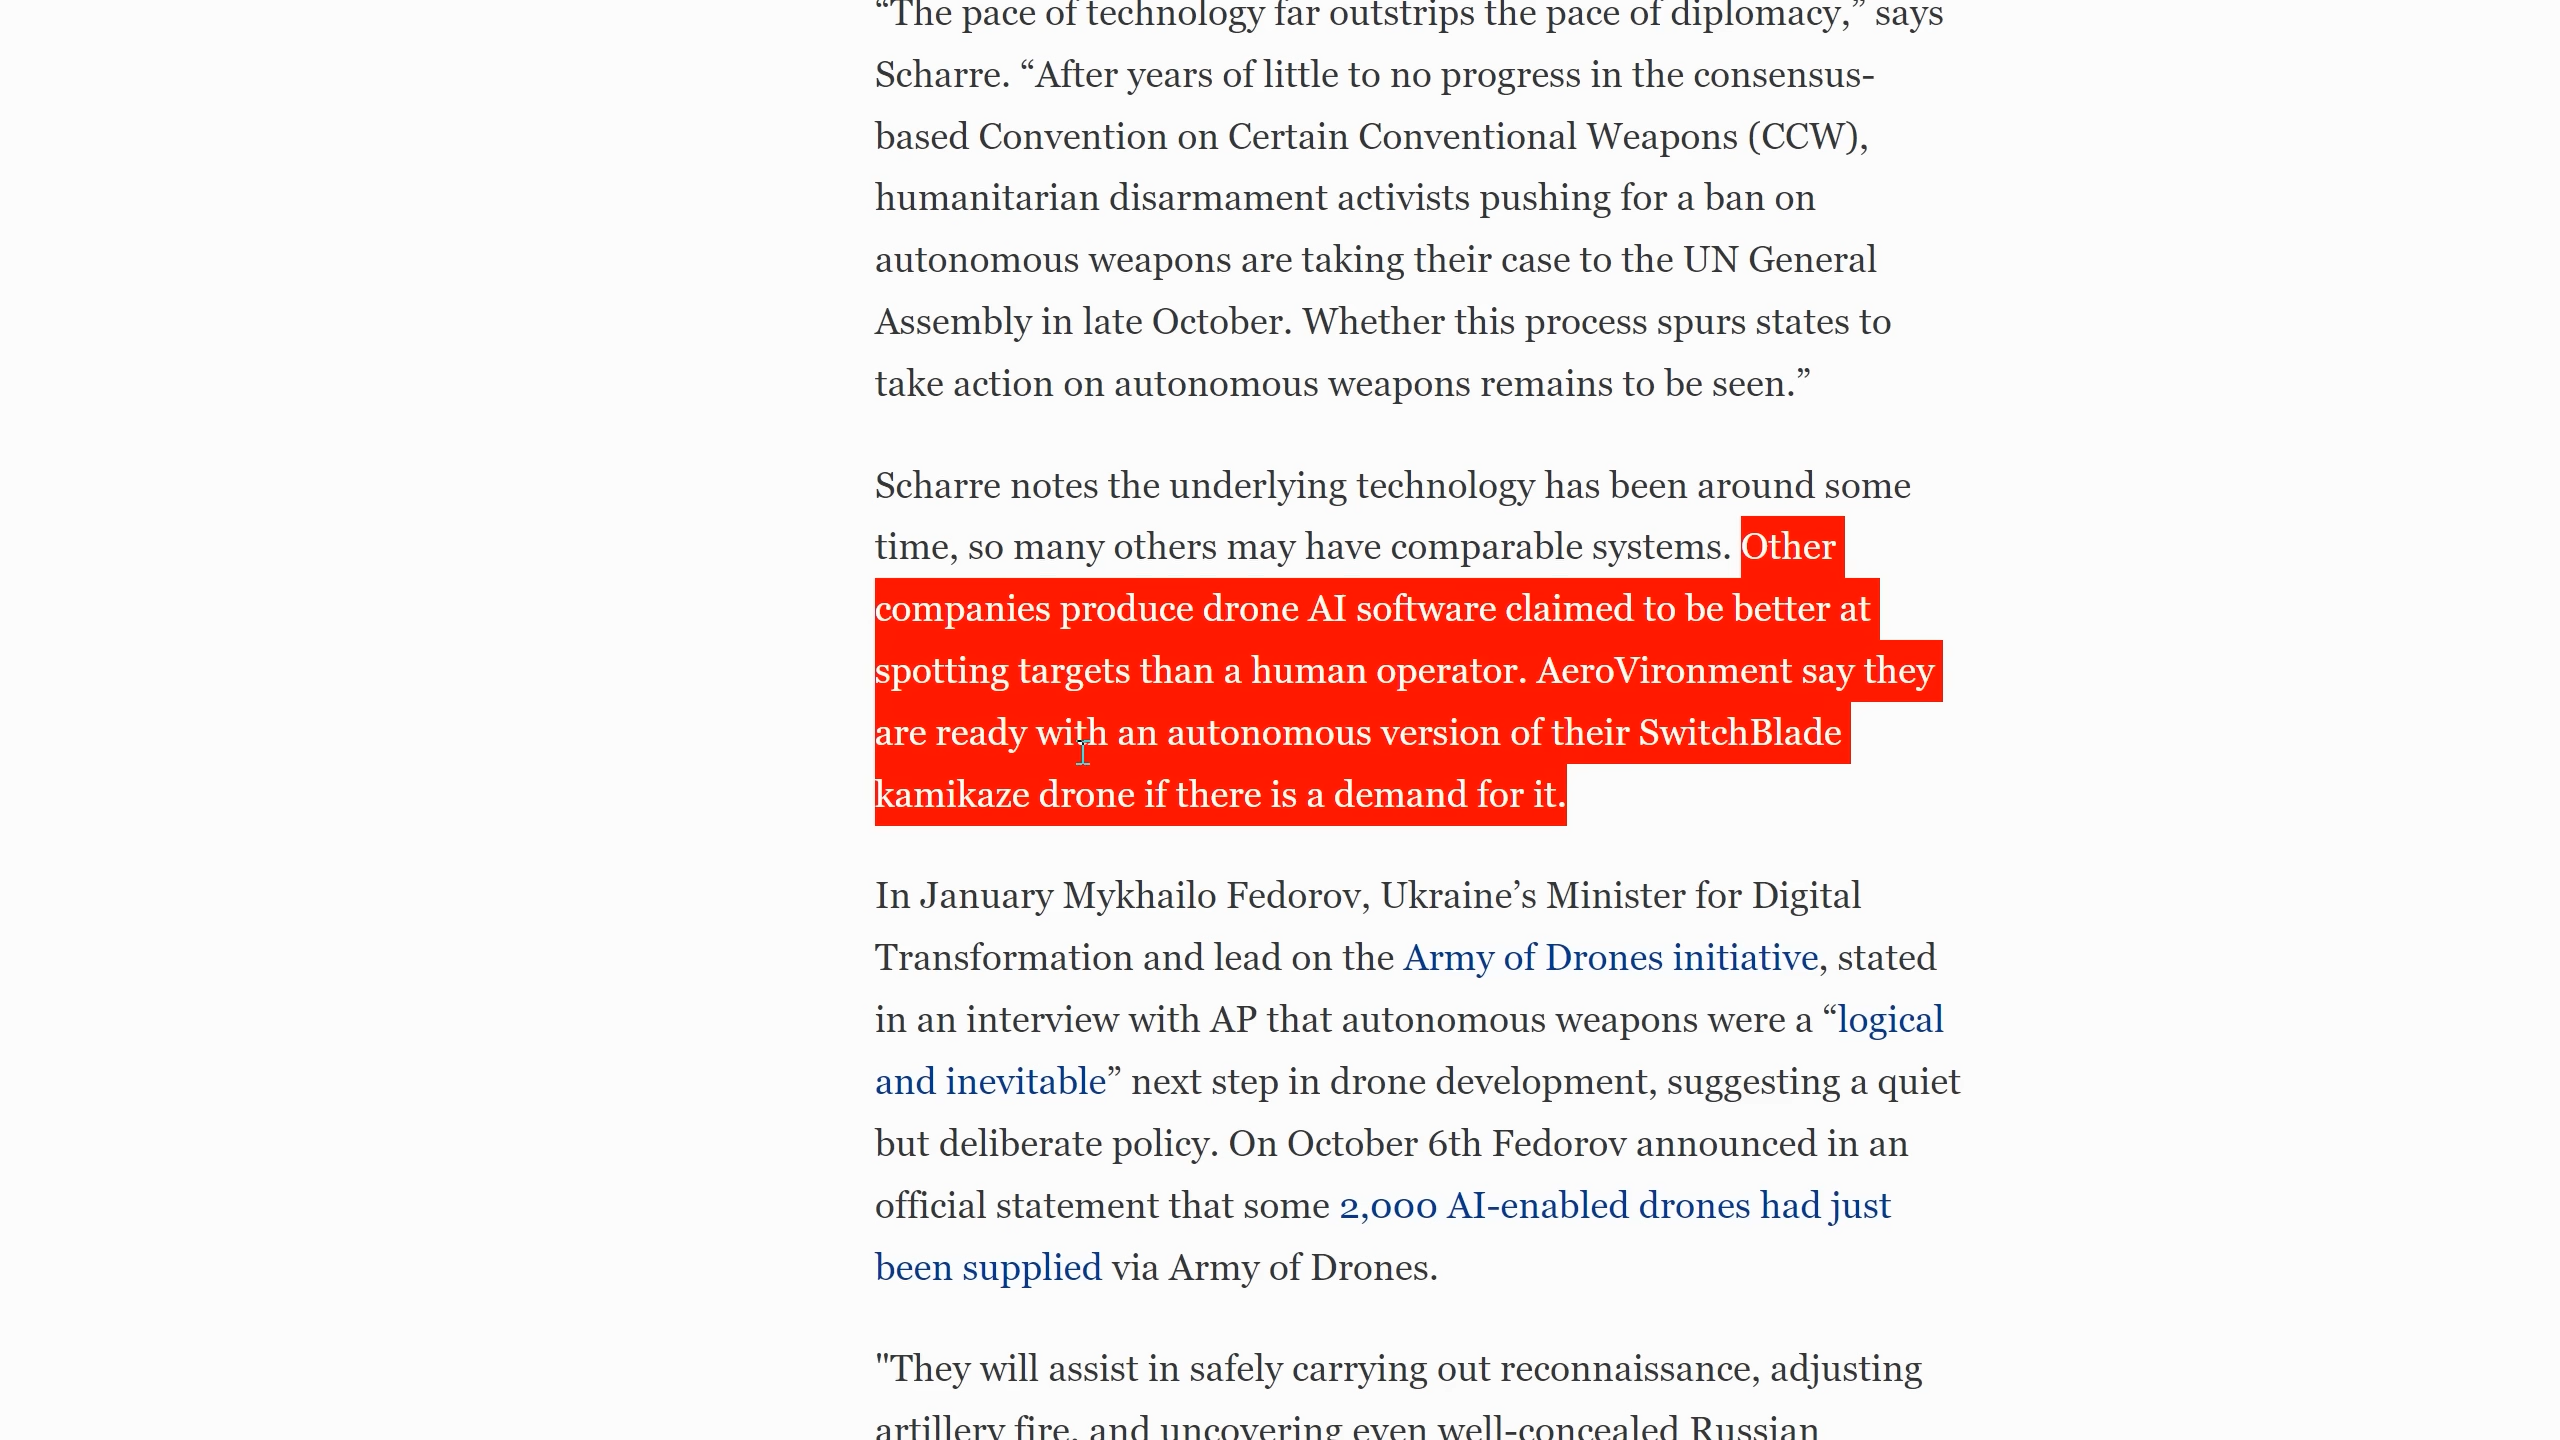 “The pace of technology far outstrips the pace of diplomacy,” says
Scharre. “After years of little to no progress in the consensus-
based Convention on Certain Conventional Weapons (CCW),
humanitarian disarmament activists pushing for a ban on
autonomous weapons are taking their case to the UN General
Assembly in late October. Whether this process spurs states to
take action on autonomous weapons remains to be seen.”
Scharre notes the underlying technology has been around some
time, so many others may have comparable systems. Other
companies produce drone AI software claimed to be better at
spotting targets than a human operator. AeroVironment say they
are ready with an autonomous version of their SwitchBlade
kamikaze drone if there is a demand for it.
In January Mykhailo Fedorov, Ukraine’s Minister for Digital
Transformation and lead on the Army of Drones initiative, stated
in an interview with AP that autonomous weapons were a “logical
and inevitable” next step in drone development, suggesting a quiet
but deliberate policy. On October 6th Fedorov announced in an
official statement that some 2,000 AI-enabled drones had just
been supplied via Army of Drones.
"They will assist in safely carrying out reconnaissance, adjusting
artillery fire, and uncovering even well-concealed Russian